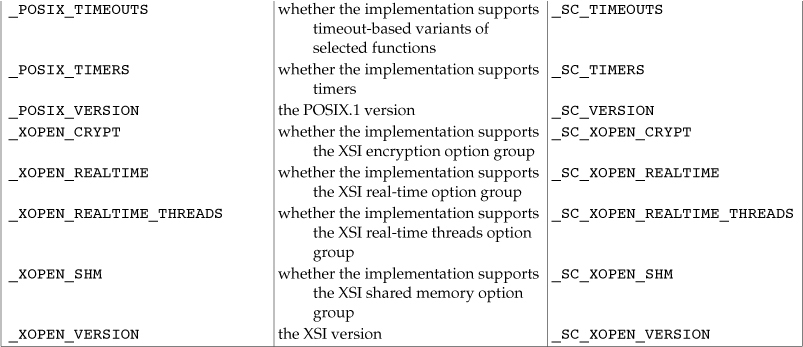 _POSIX_TIMEOUTS whether the implementation supports _SC_TIMEOUTS
timeout-based variants of
selected functions
_POSIX_TIMERS whether the implementation supports _SC_TIMERS
timers
_POSIX_VERSION the POSIX.1 version _SC_VERSION
_XOPEN_CRYPT whether the implementation supports _SC_XOPEN_CRYPT
the XSI encryption option group
_XOPEN_REALTIME whether the implementation supports _SC_XOPEN_REALTIME
the XSI real-time option group
_XOPEN_REALTIME_THREADS whether the implementation supports _SC_XOPEN_REALTIME_THREADS
the XSI real-time threads option
group
_XOPEN_SHM whether the implementation supports _SC_XOPEN_SHM
the XSI shared memory option
group
_XOPEN_VERSION the XSI version _SC_XOPEN_VERSION